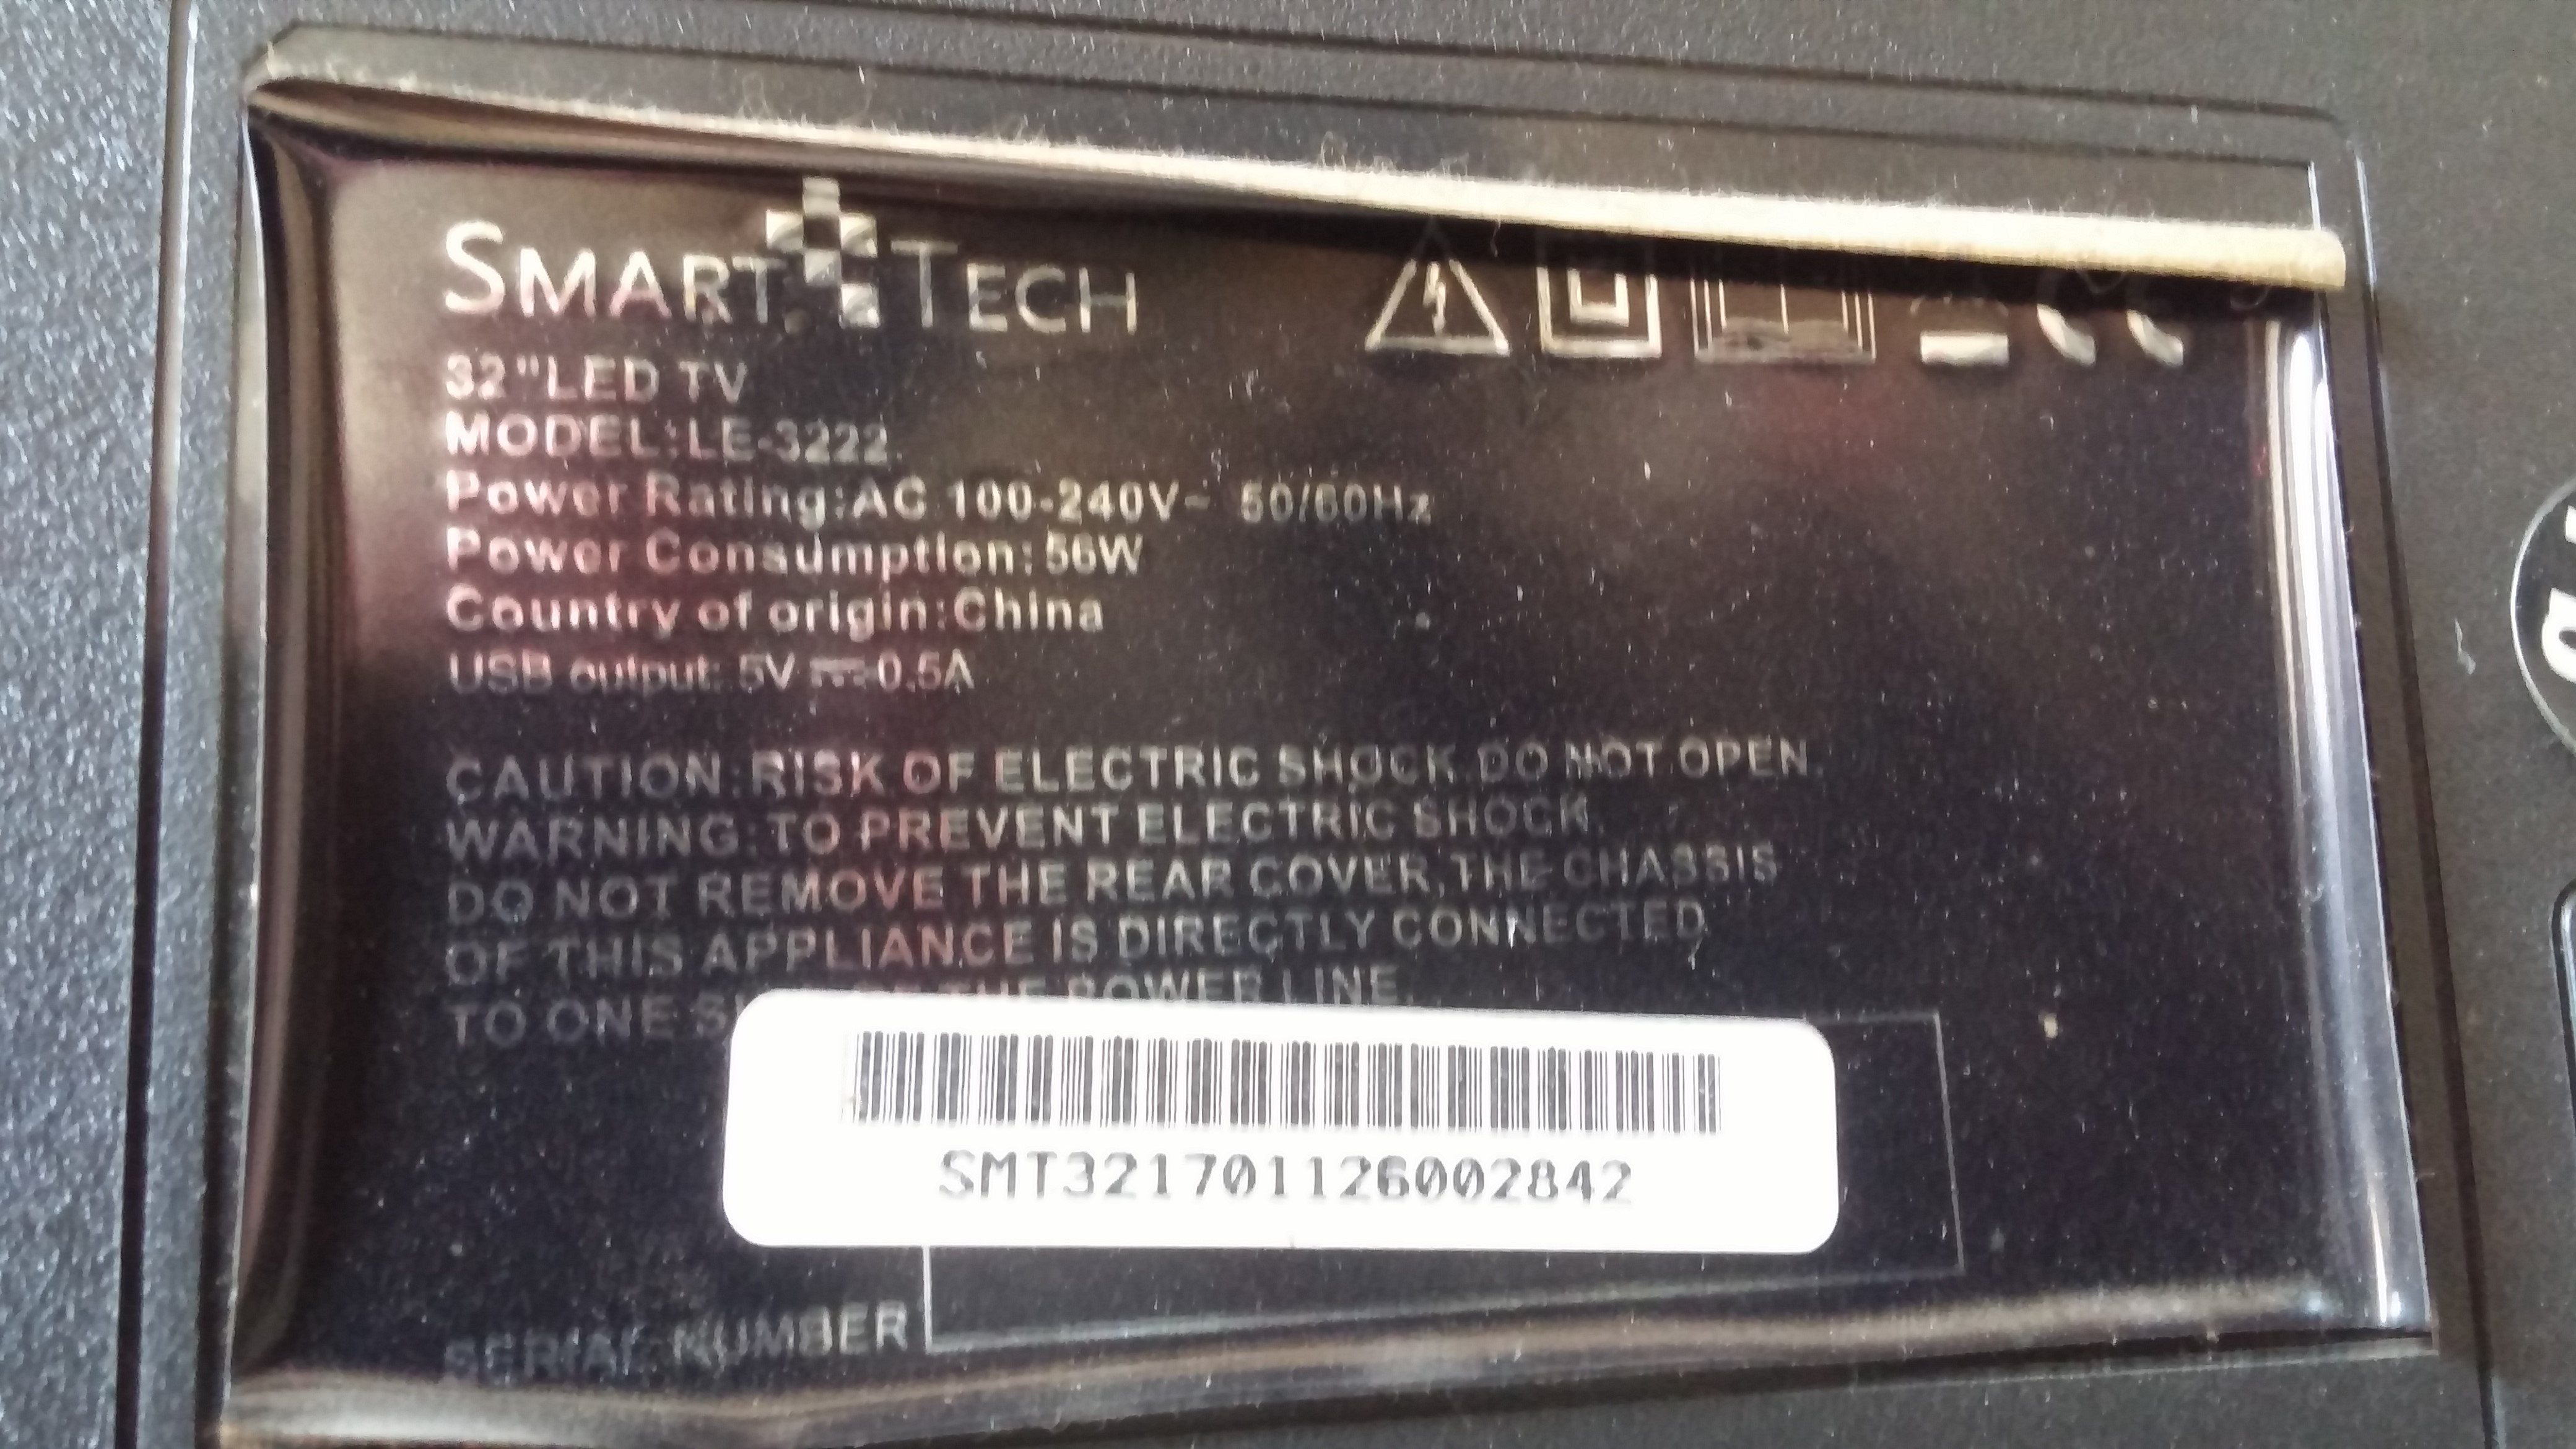 SMART TECH
32"LED TV
MODEL:LE-3222
Power Rating:AC 100-240V~ 50/60Hz
Power Consumption:56W
Country of origin:China
USB output: 5V⎓0.5A
CAUTION:RISK OF ELECTRIC SHOCK.DO NOT OPEN.
WARNING:TO PREVENT ELECTRIC SHOCK.
DO NOT REMOVE THE REAR COVER,THE CHASSIS
OF THIS APPLIANCE IS DIRECTLY CONNECTED
TO ONE THE POWER LINE.
SMT321701126002842
SERIAL NUMBER